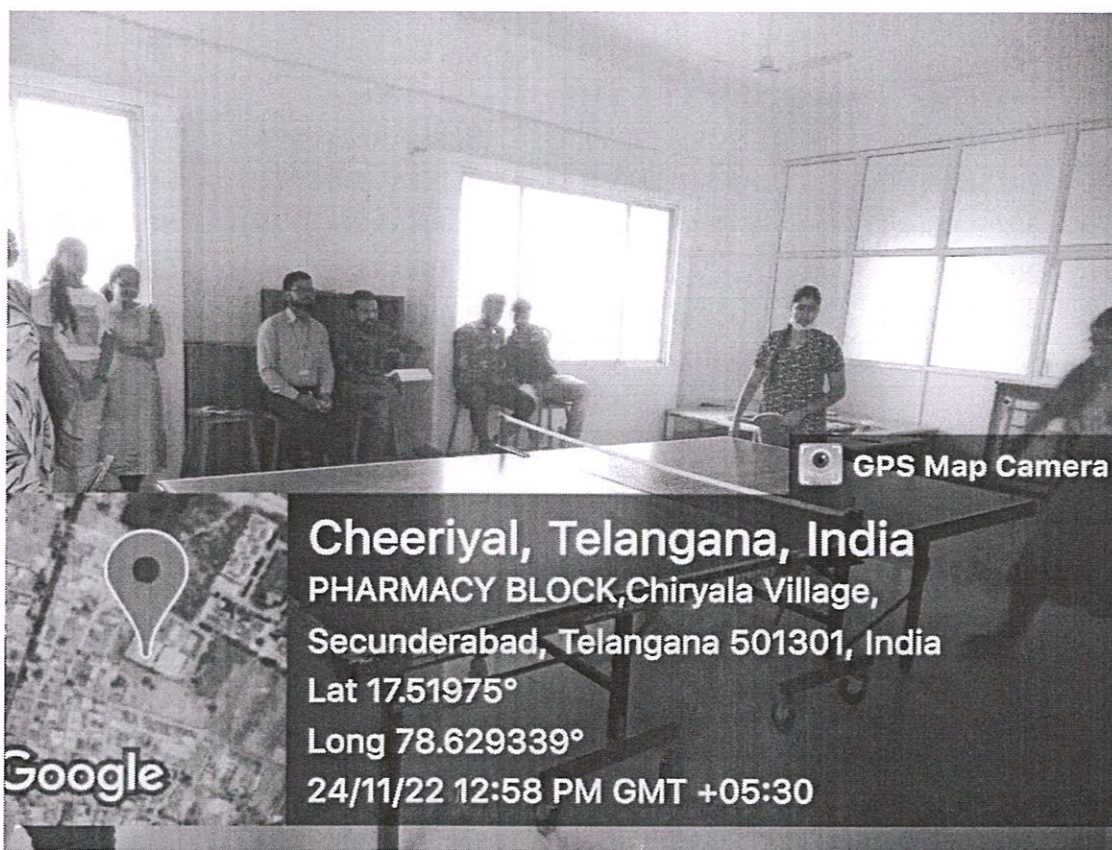 GPS Map Camera
Cheeriyal, Telangana, India
PHARMACY BLOCK,Chiryala Village,
Secunderabad, Telangana 501301, India
Lat 17.51975°
Long 78.629339°
24/11/22 12:58 PM GMT +05:30
Google